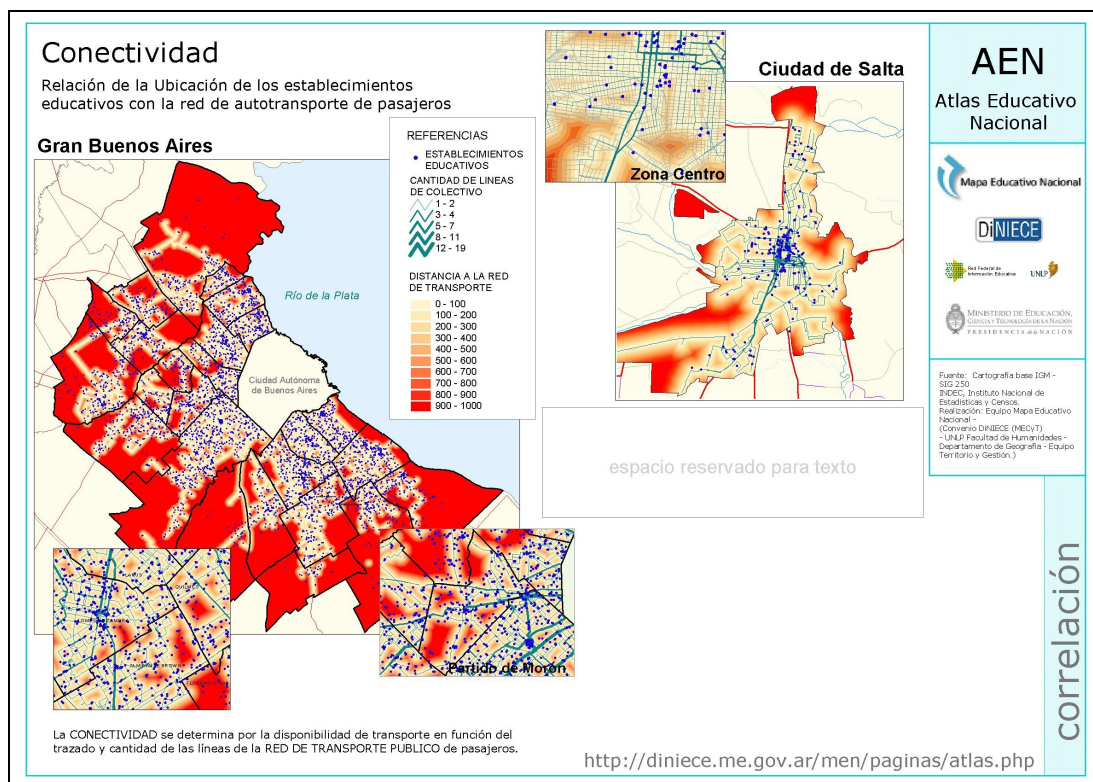 Conectividad
Relación de la Ubicación de los establecimientos
educativos con la red de autotransporte de pasajeros
Gran Buenos Aires
REFERENCIAS
ESTABLECIMIENTOS
EDUCATIVOS
CANTIDAD DE LINEAS
DE COLECTIVO
1 - 2
3 - 4
5 - 7
8 - 11
12 - 19
DISTANCIA A LA RED
DE TRANSPORTE
0 - 100
100 - 200
200 - 300
300 - 400
400 - 500
500 - 600
600 - 700
700 - 800
800 - 900
900 - 1000
Río de la Plata
Ciudad Autónoma
de Buenos Aires
Zona Centro
Ciudad de Salta
espacio reservado para texto
Partido de Morón
La CONECTIVIDAD se determina por la disponibilidad de transporte en función del
trazado y cantidad de las líneas de la RED DE TRANSPORTE PUBLICO de pasajeros.
http://diniece.me.gov.ar/men/paginas/atlas.php
AEN
Atlas Educativo
Nacional
Mapa Educativo Nacional
DiNIECE
Red Federal de
Información Educativa
UNLP
MINISTERIO DE EDUCACIÓN,
CIENCIA Y TECNOLOGÍA DE LA NACIÓN
PRESIDENCIA de la NACIÓN
Fuente: Cartografía base IGM -
SIG 250
INDEC, Instituto Nacional de
Estadísticas y Censos.
Realización: Equipo Mapa Educativo
Nacional -
(Convenio DiNIECE (MECyT)
- UNLP Facultad de Humanidades -
Departamento de Geografía - Equipo
Territorio y Gestión.)
correlación